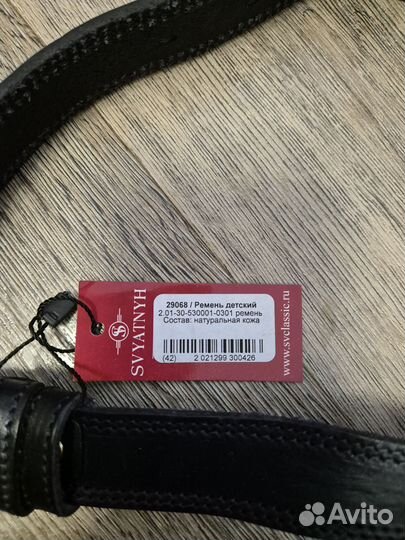 SVYATNYH
29068 / Ремень детский
2.01-30-530001-0301 ремень
Состав: натуральная кожа
(42) 2 021299 300426
www.svclassic.ru
Avito